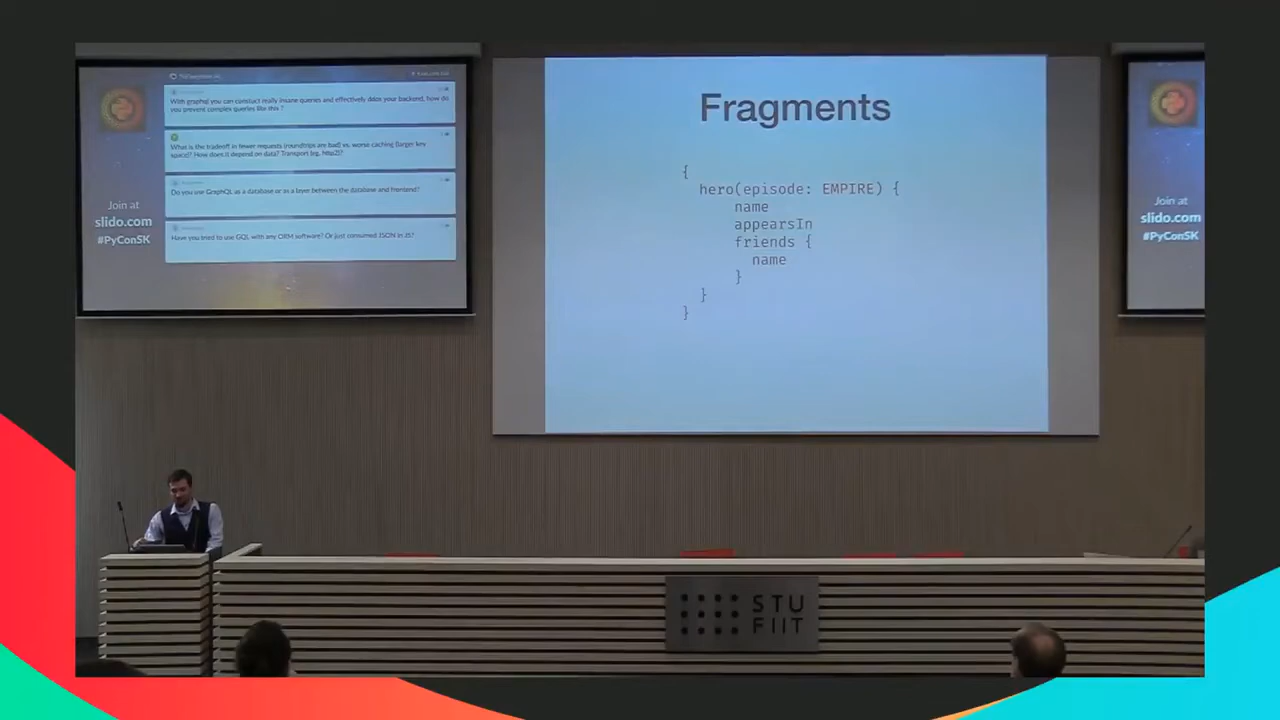 With graphql you can constuct really insane queries and effectively ddos your backend, how do
you prevent complex queries like this ?
What is the tradeoff in fewer requests (roundtrips are bad) vs. worse caching (larger key
space)? How does it depend on data? Transport (eg. http2)?
Do you use GraphQL as a database or as a layer between the database and frontend?
Have you tried to use GQL with any ORM software? Or just consumed JSON in JS?
Join at
slido.com
#PyConSK
Fragments
{
hero(episode: EMPIRE) {
name
appearsIn
friends {
name
}
}
}
Join at
slido.com
#PyConSK
STU
FIIT